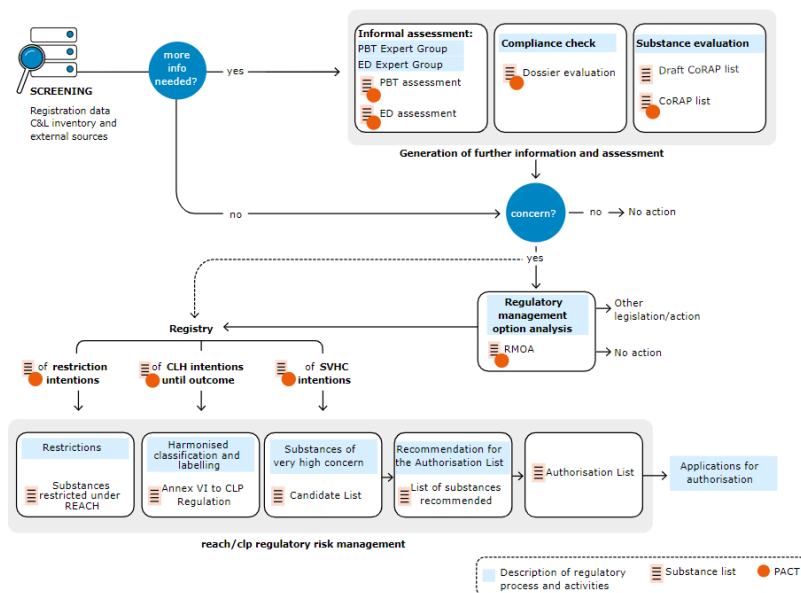 more
info
needed?
yes
SCREENING
Registration data
C&L inventory and
external sources
Informal assessment:
PBT Expert Group
ED Expert Group
PBT assessment
ED assessment
Compliance check
Dossier evaluation
Substance evaluation
Draft CoRAP list
CoRAP list
Generation of further information and assessment
no
concern?
no
No action
yes
Regulatory
management
option analysis
RMOA
Other
legislation/action
No action
Registry
of restriction
intentions
of CLH intentions
until outcome
of SVHC
intentions
Restrictions
Substances
restricted under
REACH
Harmonised
classification and
labelling
Annex VI to CLP
Regulation
Substances of
very high concern
Candidate List
Recommendation for
the Authorisation List
List of substances
recommended
Authorisation List
Applications for
authorisation
reach/clp regulatory risk management
Description of regulatory
process and activities
Substance list
PACT